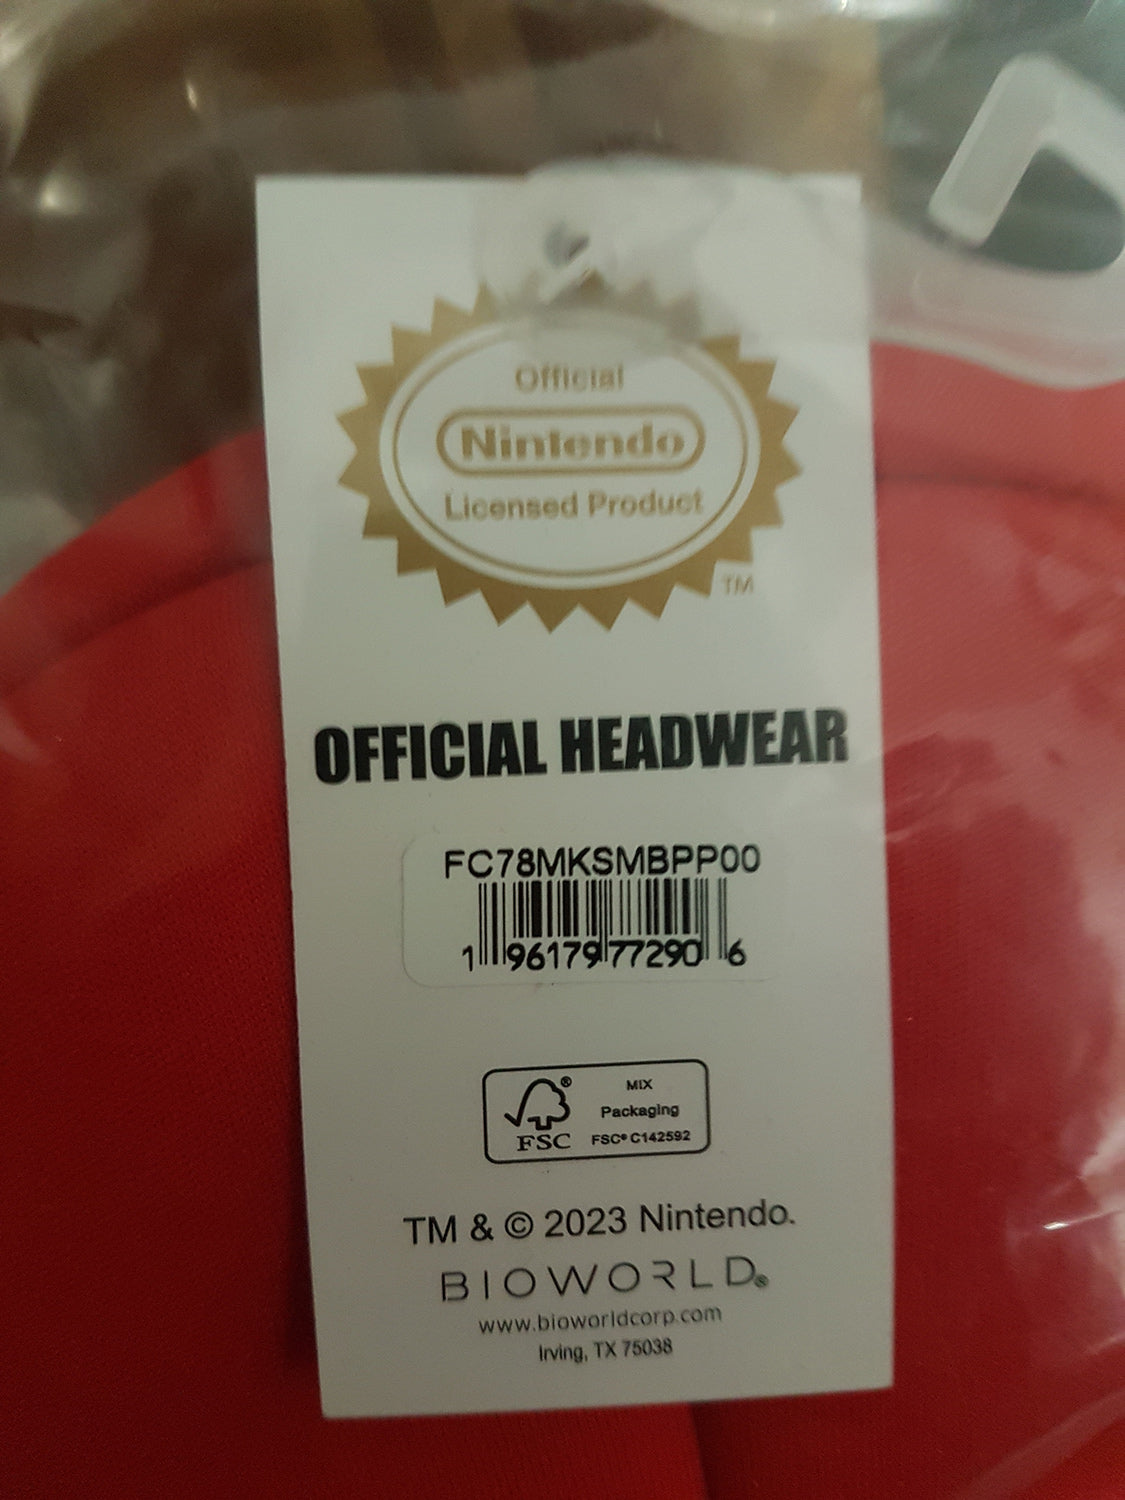 Official
Nintendo
Licensed Product
TM
OFFICIAL HEADWEAR
FC78MKSMBPP00
1 96179 77290 6
® MIX
Packaging
FSC FSC® C142592
TM & © 2023 Nintendo.
BIOWORLD®
www.bioworldcorp.com
Irving, TX 75038